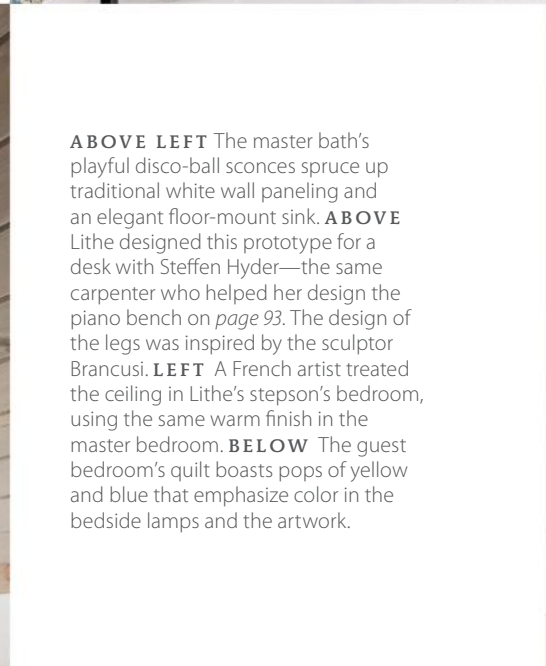 ABOVE LEFT The master bath’s
playful disco-ball sconces spruce up
traditional white wall paneling and
an elegant floor-mount sink. ABOVE
Lithe designed this prototype for a
desk with Steffen Hyder—the same
carpenter who helped her design the
piano bench on page 93. The design of
the legs was inspired by the sculptor
Brancusi. LEFT A French artist treated
the ceiling in Lithe’s stepson’s bedroom,
using the same warm finish in the
master bedroom. BELOW The guest
bedroom’s quilt boasts pops of yellow
and blue that emphasize color in the
bedside lamps and the artwork.